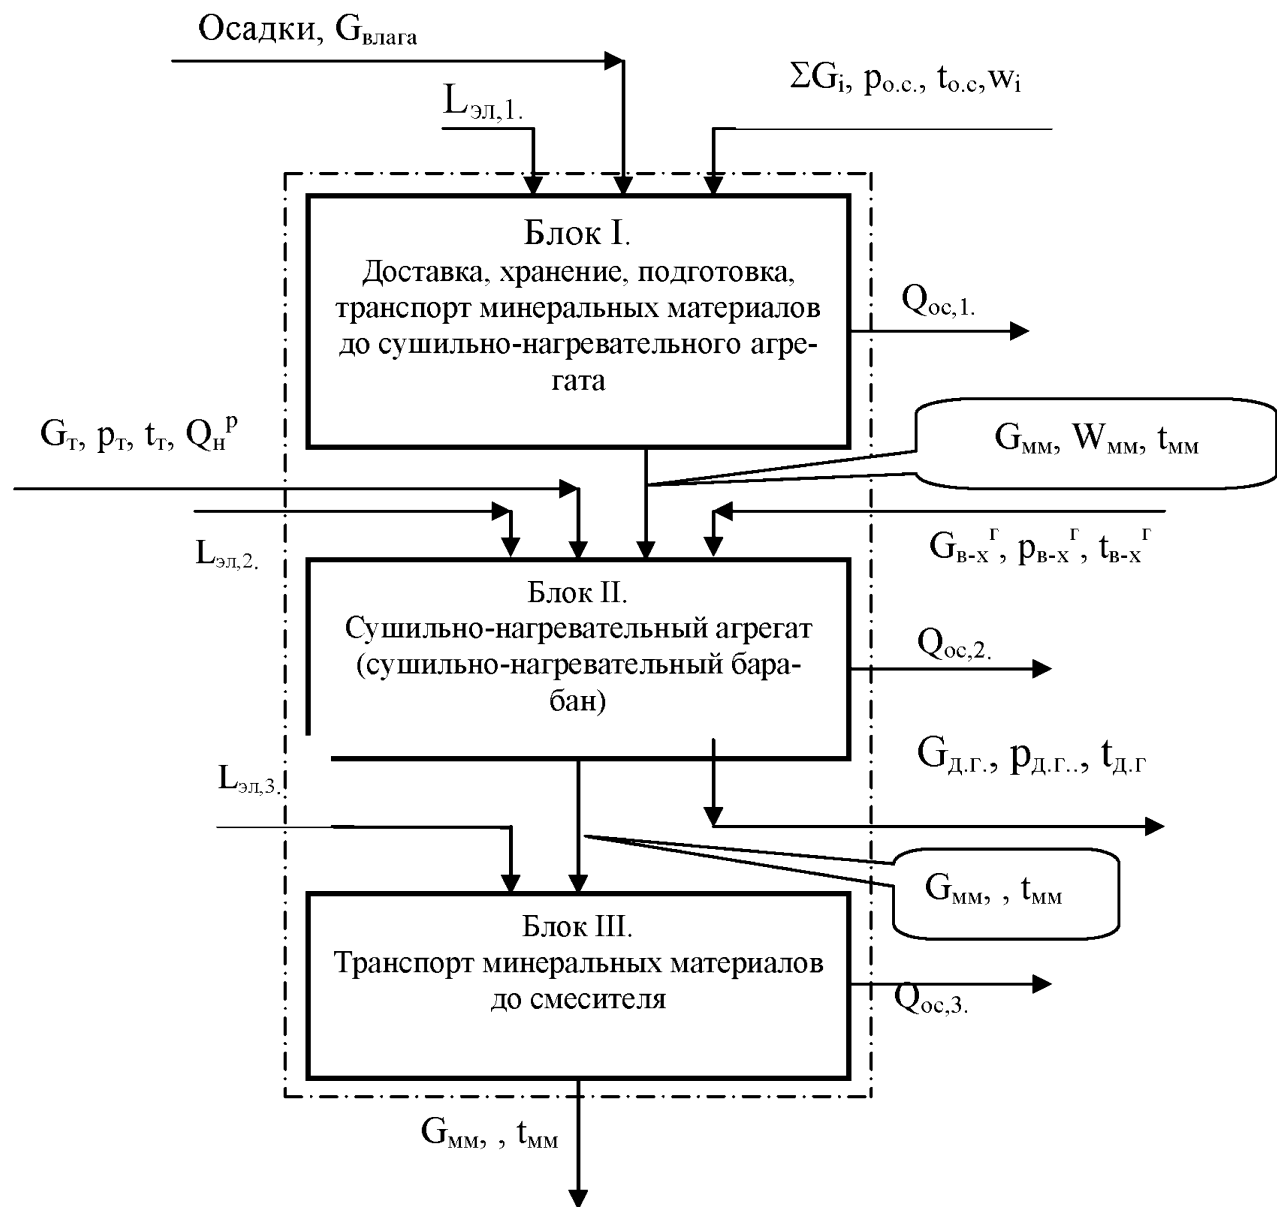 Осадки, Gвлага
ΣGi, pо.с., tо.с,wi
Lэл,1.
Блок I.
Доставка, хранение, подготовка,
транспорт минеральных материалов
до сушильно-нагревательного агре-
гата
Qос,1.
Gт, pт, tт, Qнр
Gмм, Wмм, tмм
Lэл,2.
Gв-хг, pв-хг, tв-хг
Блок II.
Сушильно-нагревательный агрегат
(сушильно-нагревательный бара-
бан)
Qос,2.
Gд.г., pд.г.., tд.г
Lэл,3.
Gмм, , tмм
Блок III.
Транспорт минеральных материалов
до смесителя
Qос,3.
Gмм, , tмм